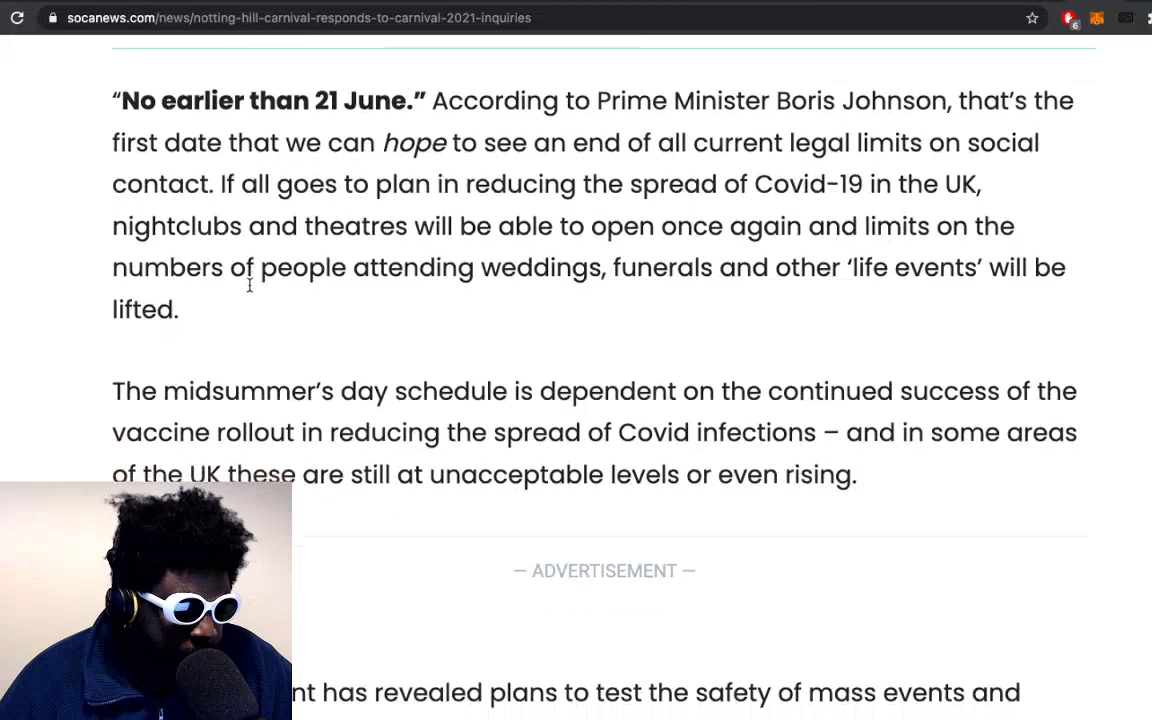 socanews.com/news/notting-hill-carnival-responds-to-carnival-2021-inquiries
6
“No earlier than 21 June.” According to Prime Minister Boris Johnson, that’s the
first date that we can hope to see an end of all current legal limits on social
contact. If all goes to plan in reducing the spread of Covid-19 in the UK,
nightclubs and theatres will be able to open once again and limits on the
numbers of people attending weddings, funerals and other ‘life events’ will be
lifted.
The midsummer’s day schedule is dependent on the continued success of the
vaccine rollout in reducing the spread of Covid infections – and in some areas
of the UK these are still at unacceptable levels or even rising.
— ADVERTISEMENT —
has revealed plans to test the safety of mass events and